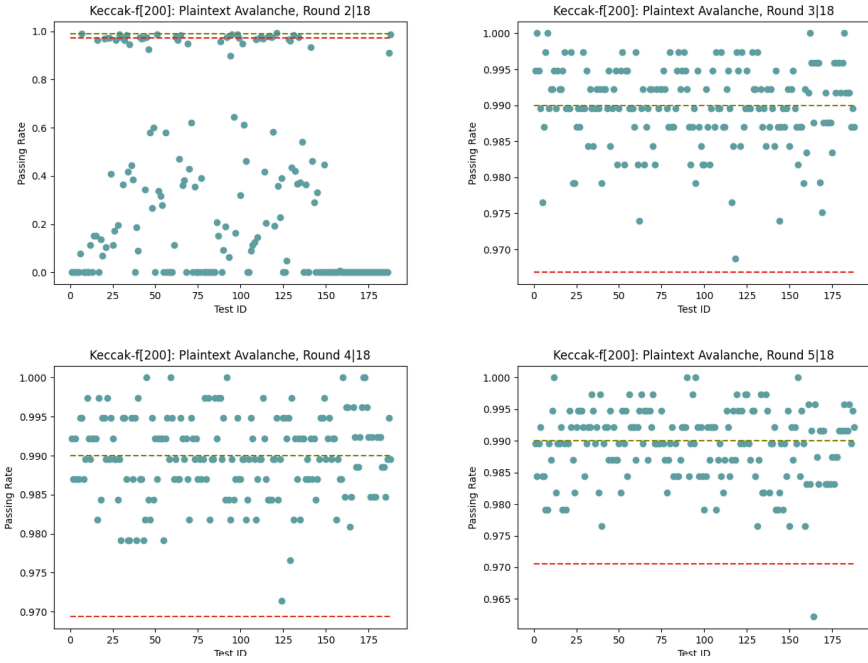 Keccak-f[200]: Plaintext Avalanche, Round 2|18
1.0
0.8
0.6
0.4
0.2
0.0
Passing Rate
0 25 50 75 100 125 150 175
Test ID
Keccak-f[200]: Plaintext Avalanche, Round 3|18
1.000
0.995
0.990
0.985
0.980
0.975
0.970
Passing Rate
0 25 50 75 100 125 150 175
Test ID
Keccak-f[200]: Plaintext Avalanche, Round 4|18
1.000
0.995
0.990
0.985
0.980
0.975
0.970
Passing Rate
0 25 50 75 100 125 150 175
Test ID
Keccak-f[200]: Plaintext Avalanche, Round 5|18
1.000
0.995
0.990
0.985
0.980
0.975
0.970
0.965
Passing Rate
0 25 50 75 100 125 150 175
Test ID